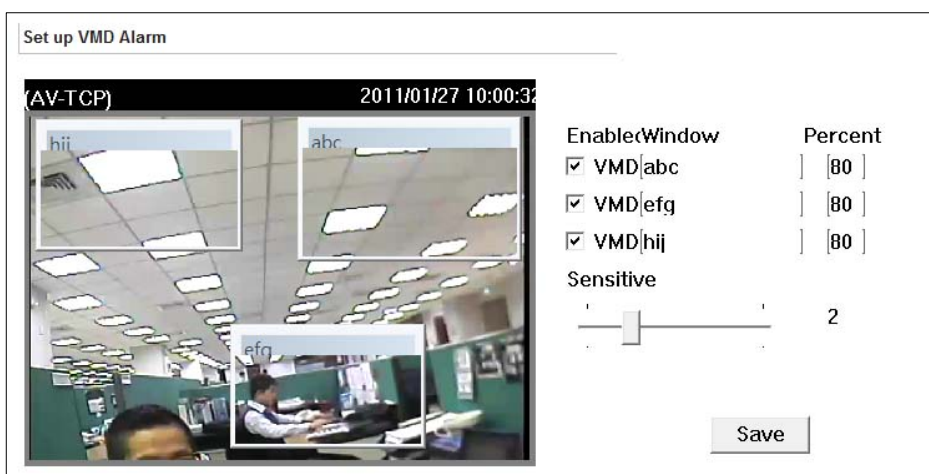 Set up VMD Alarm
(AV-TCP) 2011/01/27 10:00:32
hij
abc
efg
Enable(Window Percent
VMD[abc ] [80 ]
VMD[efg ] [80 ]
VMD[hij ] [80 ]
Sensitive
2
Save